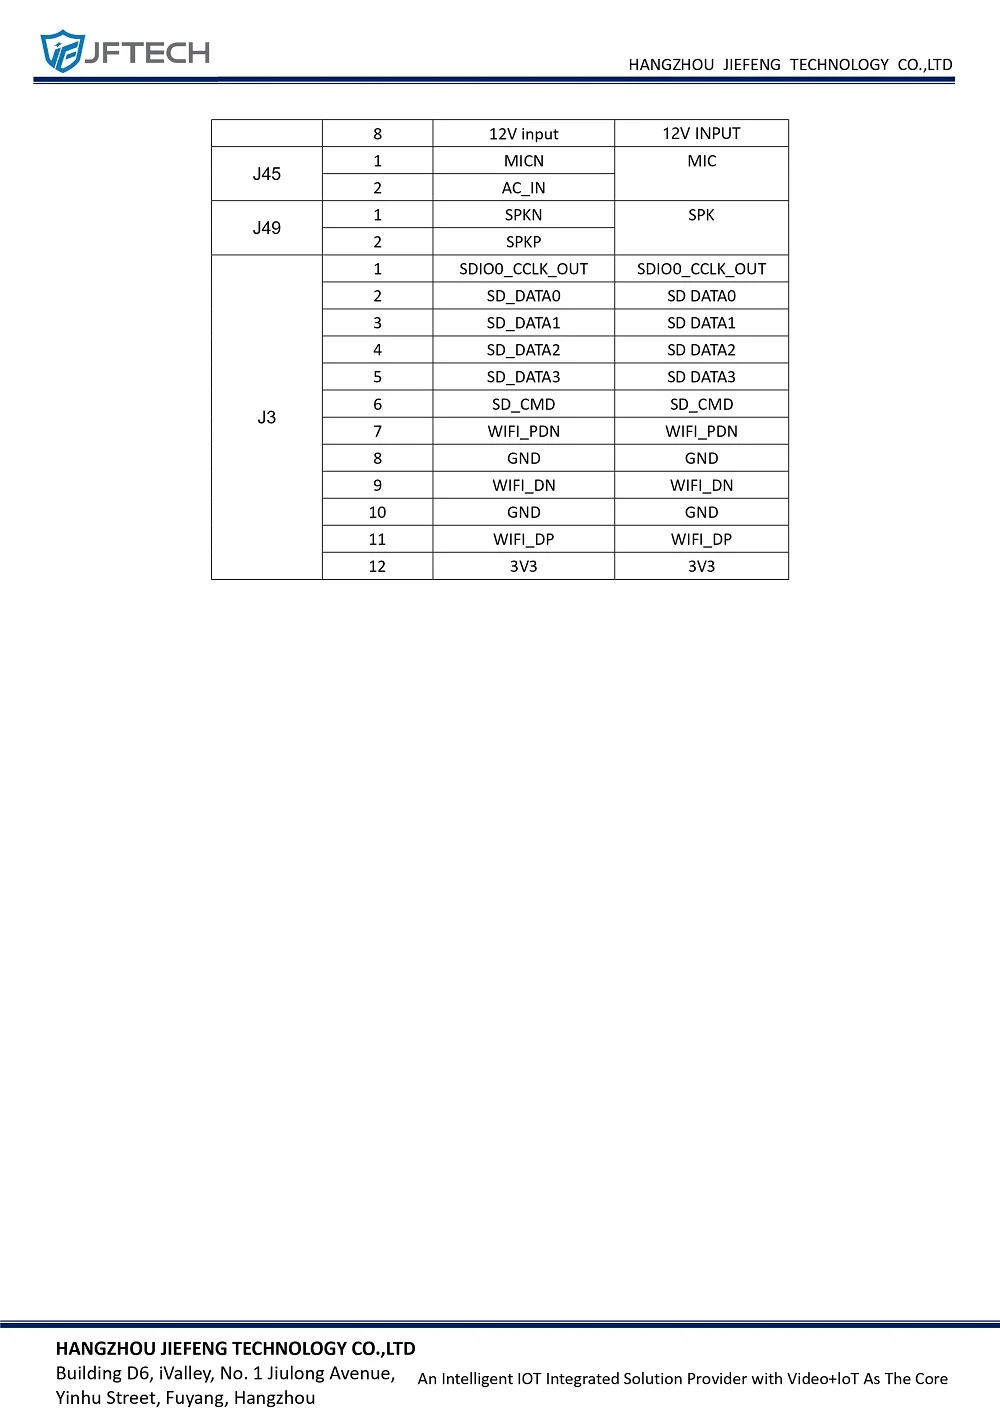 JFTECH
HANGZHOU JIEFENG TECHNOLOGY CO.,LTD
8 12V input 12V INPUT
J45 1 MICN MIC
2 AC_IN
J49 1 SPKN SPK
2 SPKP
J3 1 SDIO0_CCLK_OUT SDIO0_CCLK_OUT
2 SD_DATA0 SD DATA0
3 SD_DATA1 SD DATA1
4 SD_DATA2 SD DATA2
5 SD_DATA3 SD DATA3
6 SD_CMD SD_CMD
7 WIFI_PDN WIFI_PDN
8 GND GND
9 WIFI_DN WIFI_DN
10 GND GND
11 WIFI_DP WIFI_DP
12 3V3 3V3
HANGZHOU JIEFENG TECHNOLOGY CO.,LTD
Building D6, iValley, No. 1 Jiulong Avenue,
Yinhu Street, Fuyang, Hangzhou
An Intelligent IOT Integrated Solution Provider with Video+IoT As The Core